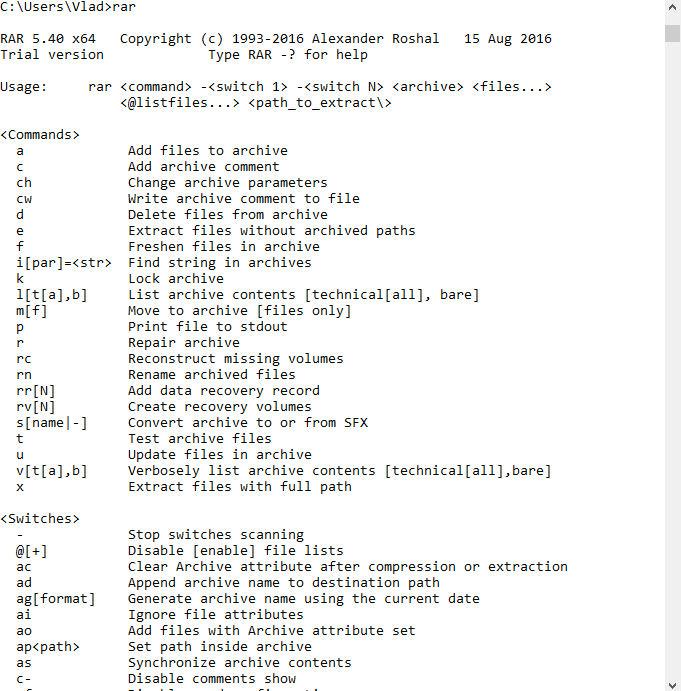 C:\Users\Vlad>rar
RAR 5.40 x64   Copyright (c) 1993-2016 Alexander Roshal   15 Aug 2016
Trial version             Type RAR -? for help
Usage:     rar <command> -<switch 1> -<switch N> <archive> <files...>
               <@listfiles...> <path_to_extract\>
<Commands>
  a             Add files to archive
  c             Add archive comment
  ch            Change archive parameters
  cw            Write archive comment to file
  d             Delete files from archive
  e             Extract files without archived paths
  f             Freshen files in archive
  i[par]=<str>  Find string in archives
  k             Lock archive
  l[t[a],b]     List archive contents [technical[all], bare]
  m[f]          Move to archive [files only]
  p             Print file to stdout
  r             Repair archive
  rc            Reconstruct missing volumes
  rn            Rename archived files
  rr[N]         Add data recovery record
  rv[N]         Create recovery volumes
  s[name|-]     Convert archive to or from SFX
  t             Test archive files
  u             Update files in archive
  v[t[a],b]     Verbosely list archive contents [technical[all],bare]
  x             Extract files with full path
<Switches>
  -             Stop switches scanning
  @[+]          Disable [enable] file lists
  ac            Clear Archive attribute after compression or extraction
  ad            Append archive name to destination path
  ag[format]    Generate archive name using the current date
  ai            Ignore file attributes
  ao            Add files with Archive attribute set
  ap<path>      Set path inside archive
  as            Synchronize archive contents
  c-            Disable comments show